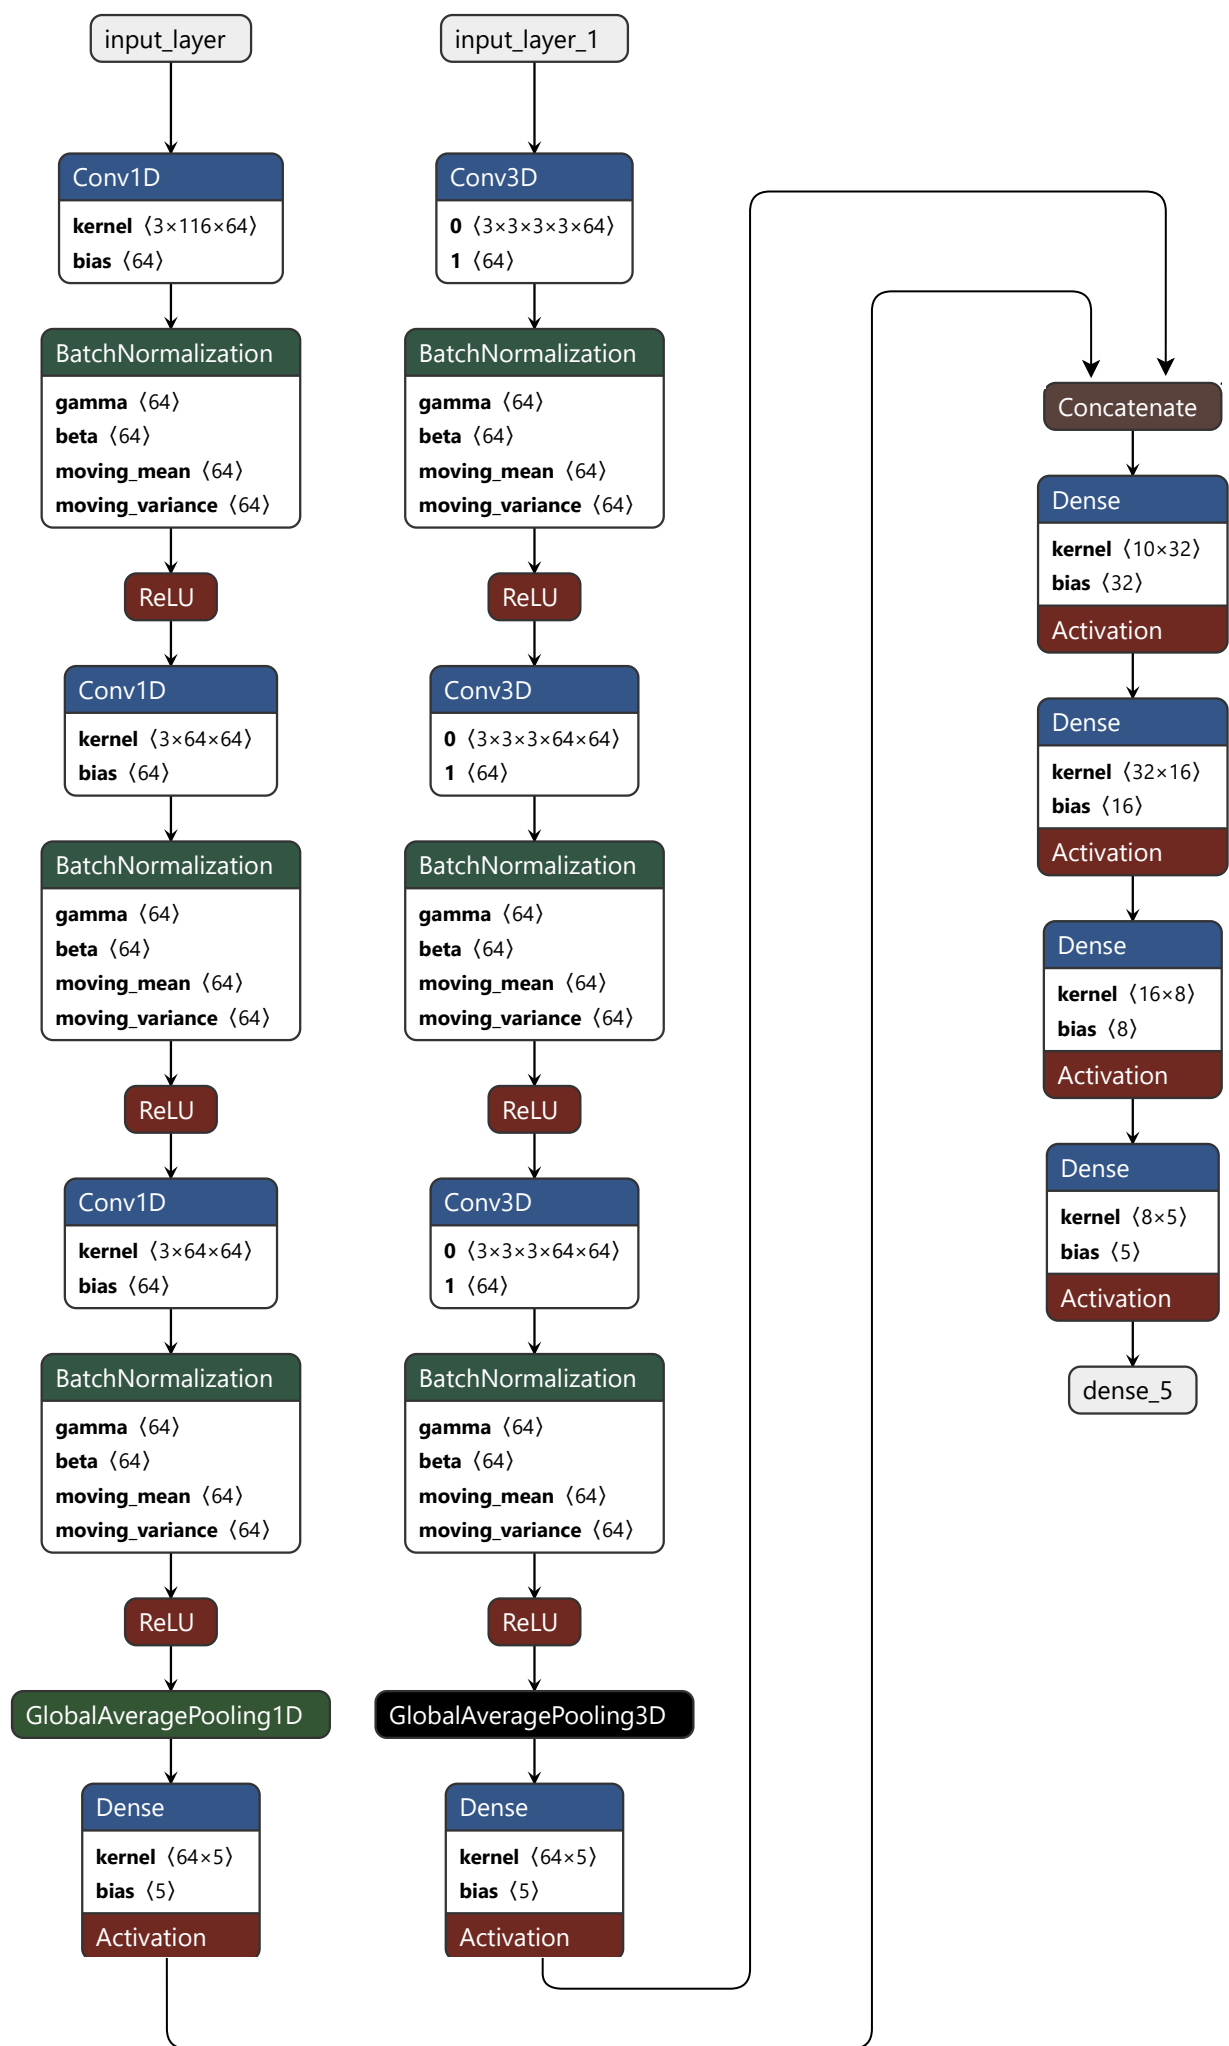 input_layer
Conv1D
kernel 〈3×116×64〉
bias 〈64〉
BatchNormalization
gamma 〈64〉
beta 〈64〉
moving_mean 〈64〉
moving_variance 〈64〉
ReLU
Conv1D
kernel 〈3×64×64〉
bias 〈64〉
BatchNormalization
gamma 〈64〉
beta 〈64〉
moving_mean 〈64〉
moving_variance 〈64〉
ReLU
Conv1D
kernel 〈3×64×64〉
bias 〈64〉
BatchNormalization
gamma 〈64〉
beta 〈64〉
moving_mean 〈64〉
moving_variance 〈64〉
ReLU
GlobalAveragePooling1D
Dense
kernel 〈64×5〉
bias 〈5〉
Activation
input_layer_1
Conv3D
0 〈3×3×3×3×64〉
1 〈64〉
BatchNormalization
gamma 〈64〉
beta 〈64〉
moving_mean 〈64〉
moving_variance 〈64〉
ReLU
Conv3D
0 〈3×3×3×64×64〉
1 〈64〉
BatchNormalization
gamma 〈64〉
beta 〈64〉
moving_mean 〈64〉
moving_variance 〈64〉
ReLU
Conv3D
0 〈3×3×3×64×64〉
1 〈64〉
BatchNormalization
gamma 〈64〉
beta 〈64〉
moving_mean 〈64〉
moving_variance 〈64〉
ReLU
GlobalAveragePooling3D
Dense
kernel 〈64×5〉
bias 〈5〉
Activation
Concatenate
Dense
kernel 〈10×32〉
bias 〈32〉
Activation
Dense
kernel 〈32×16〉
bias 〈16〉
Activation
Dense
kernel 〈16×8〉
bias 〈8〉
Activation
Dense
kernel 〈8×5〉
bias 〈5〉
Activation
dense_5